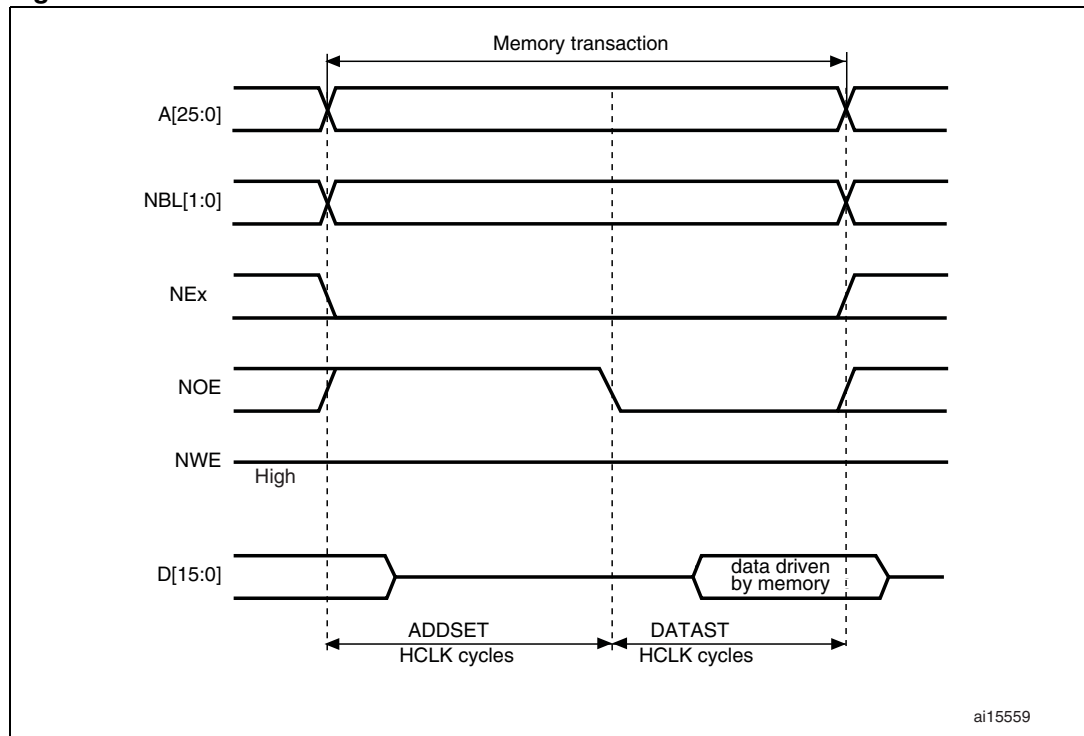 Memory transaction
A[25:0]
NBL[1:0]
NEx
NOE
NWE
High
D[15:0]
data driven
by memory
ADDSET
HCLK cycles
DATAST
HCLK cycles
ai15559